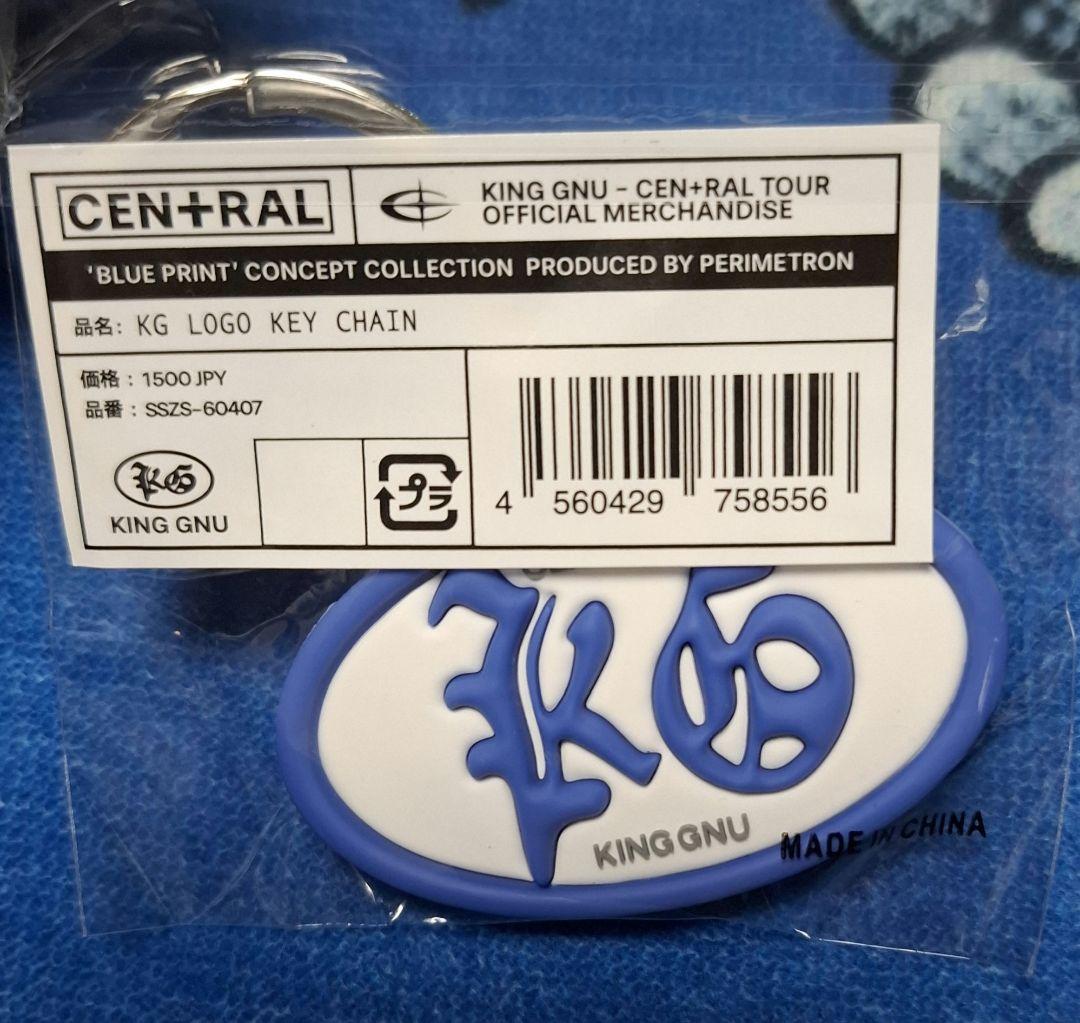 CEN+RAL
KING GNU - CEN+RAL TOUR
OFFICIAL MERCHANDISE
'BLUE PRINT' CONCEPT COLLECTION PRODUCED BY PERIMETRON
品名: KG LOGO KEY CHAIN
価格 : 1500 JPY
品番 : SSZS-60407
KG
KING GNU
プラ
4 560429 758556
KG
KING GNU
MADE IN CHINA